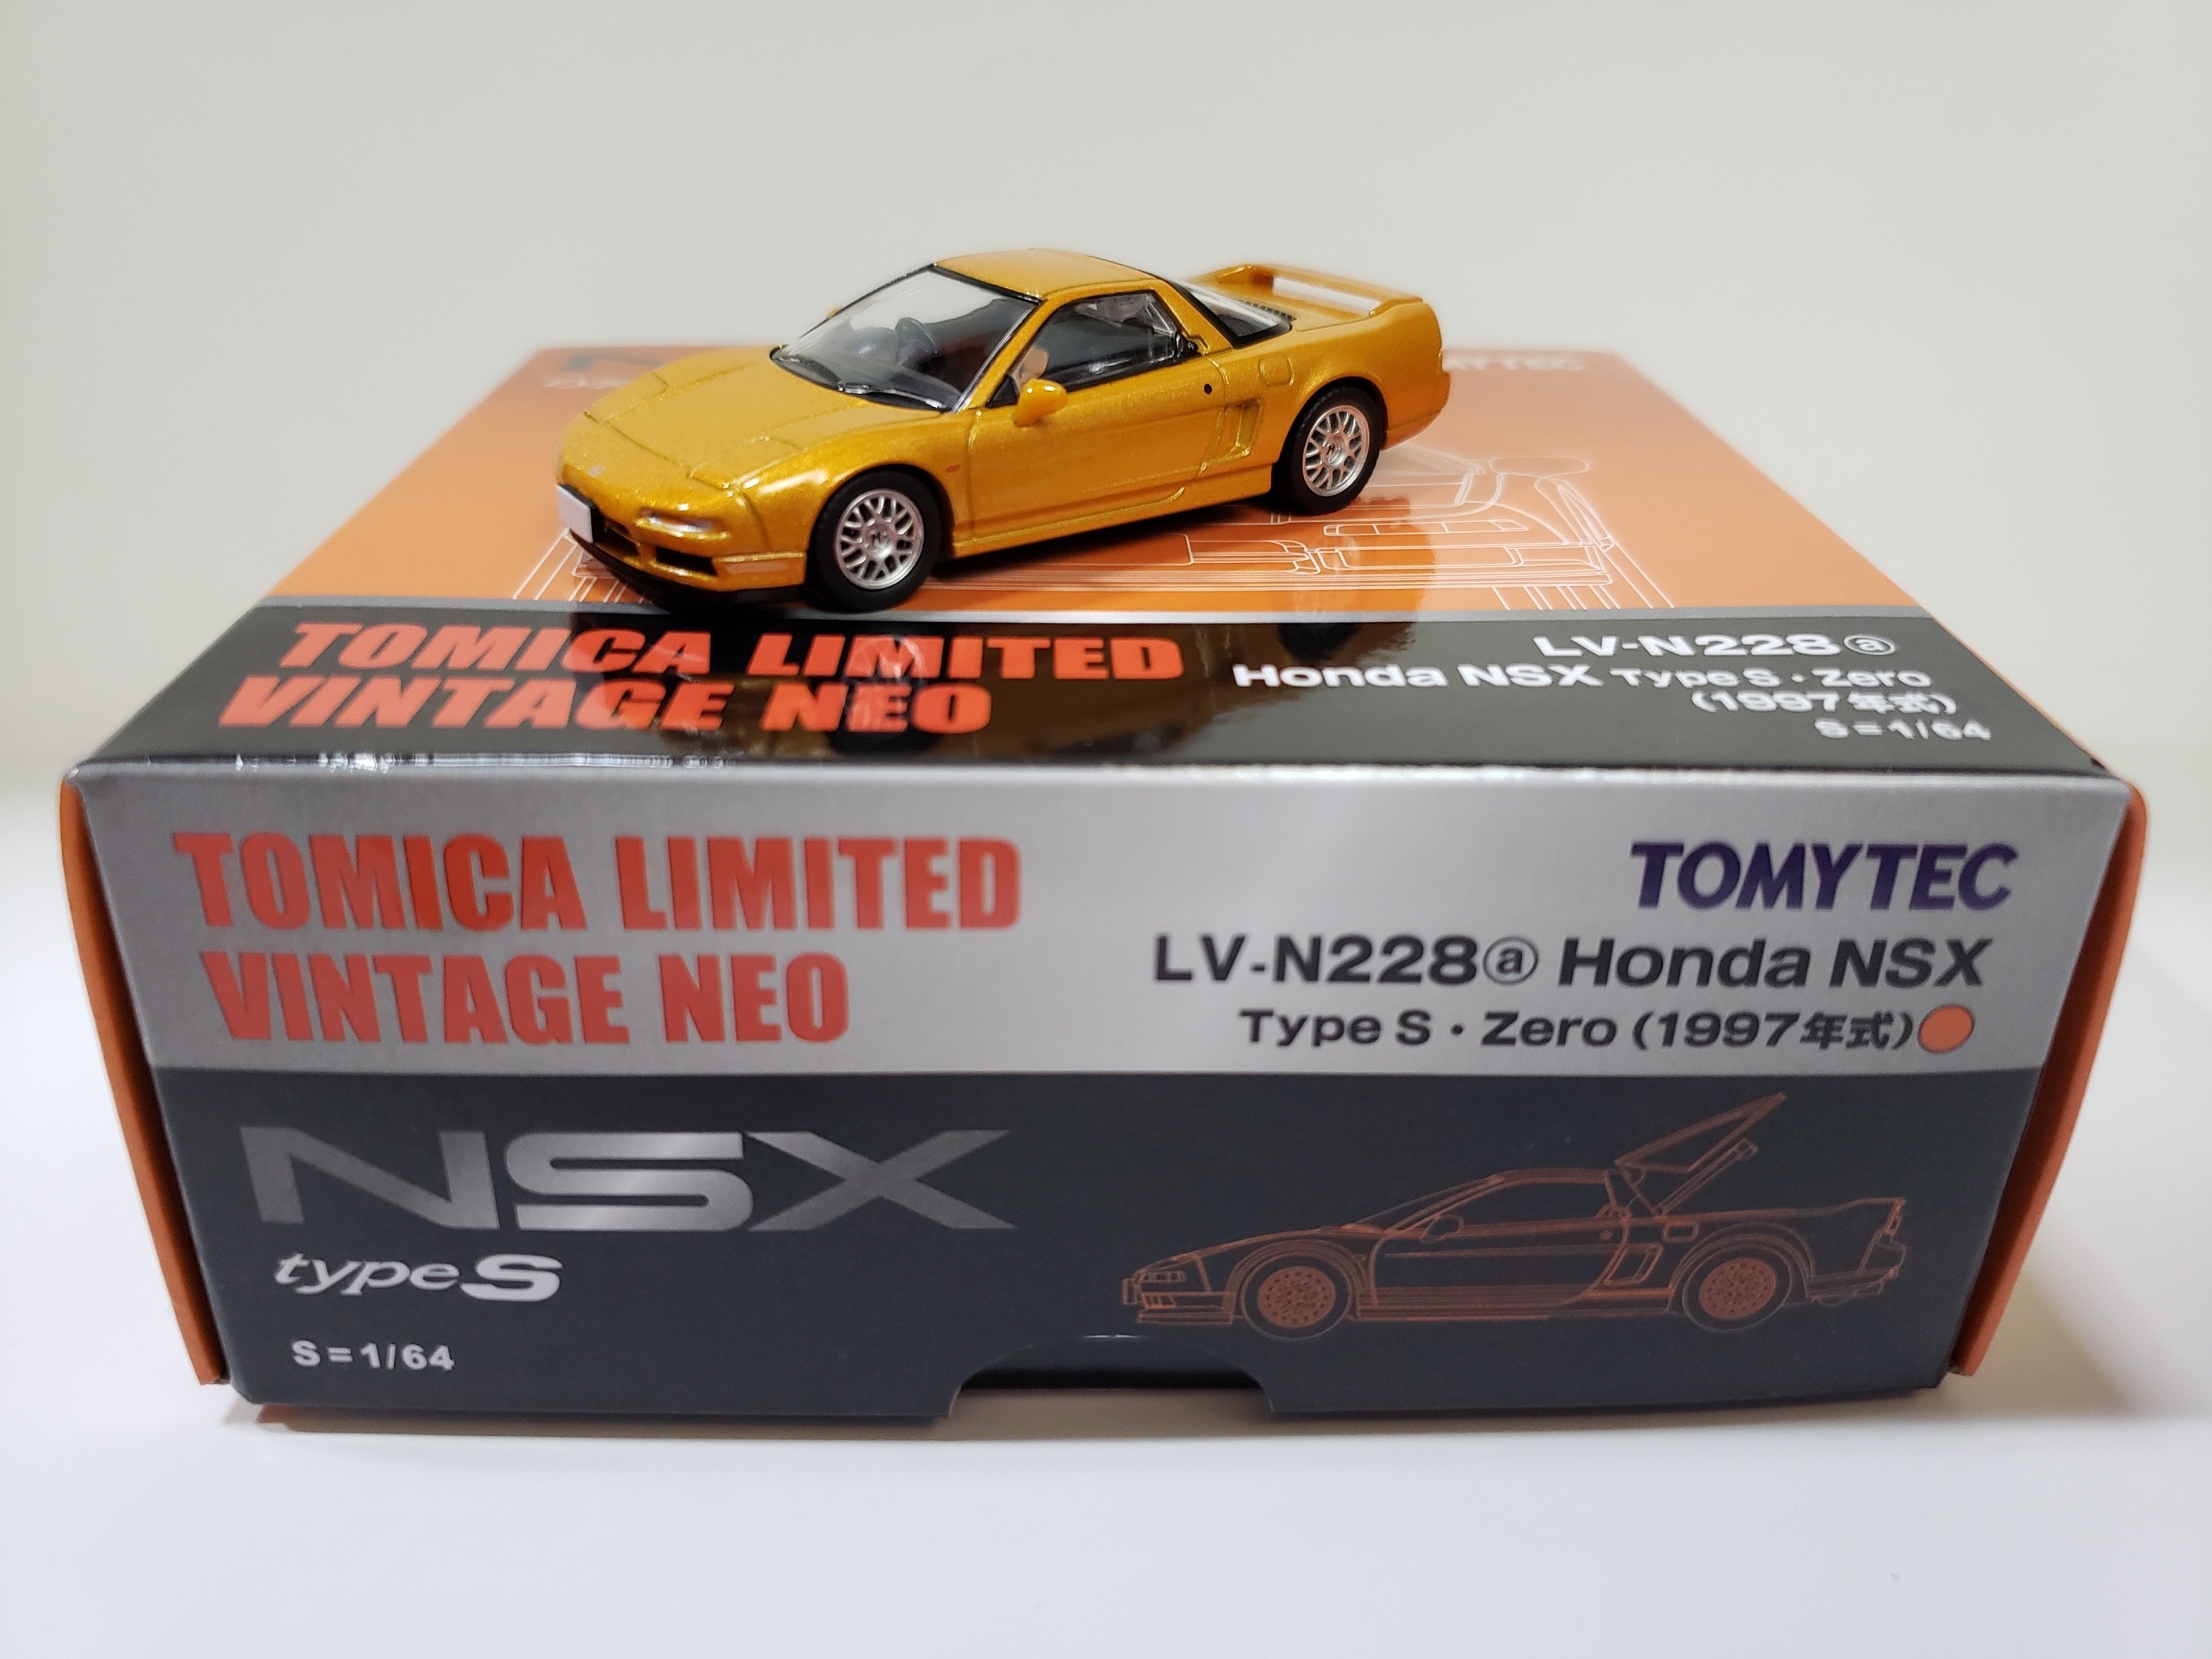 TOMYTEC
TOMICA LIMITED
VINTAGE NEO
LV-N228ⓐ
Honda NSX Type S・Zero
(1997年式)
S=1/64
TOMICA LIMITED
VINTAGE NEO
TOMYTEC
LV-N228ⓐ Honda NSX
Type S・Zero (1997年式)
NSX
type S
S=1/64